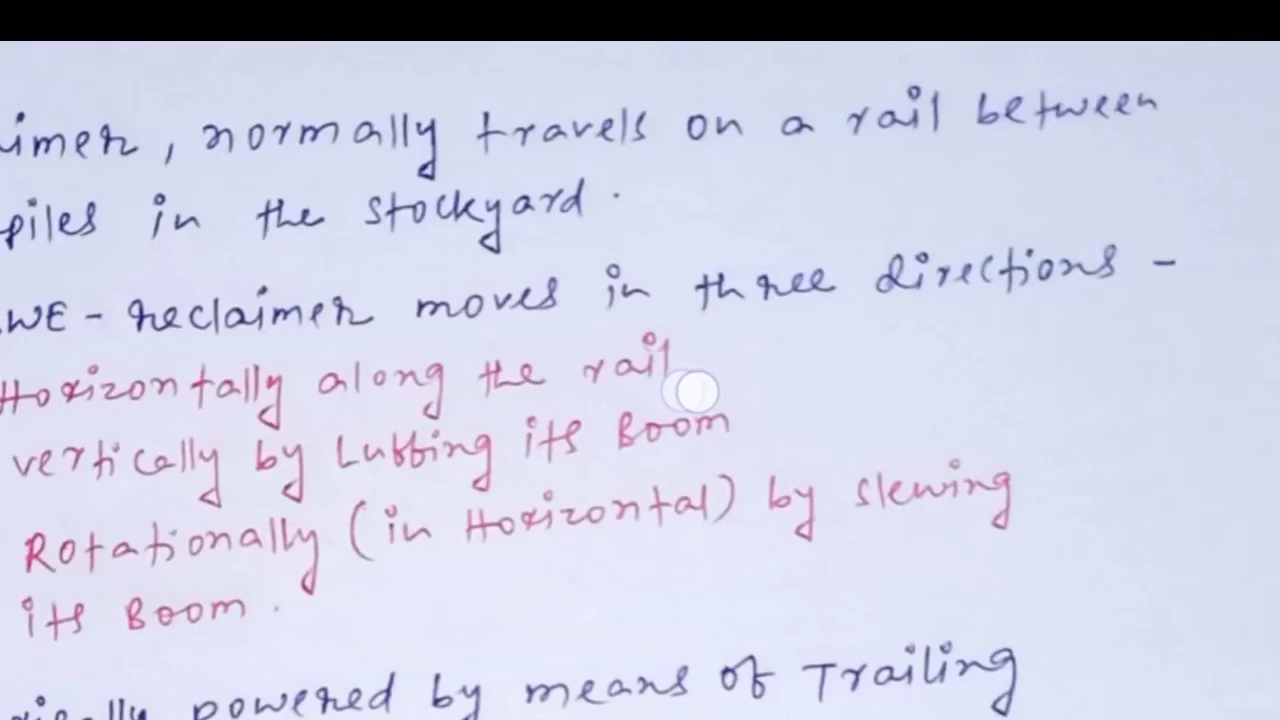 imer, normally travels on a rail between
piles in the stockyard.
WE - reclaimer moves in three directions -
Horizontally along the rail
vertically by Luffing its Boom
Rotationally (in Horizontal) by slewing
its Boom.
powered by means of Trailing